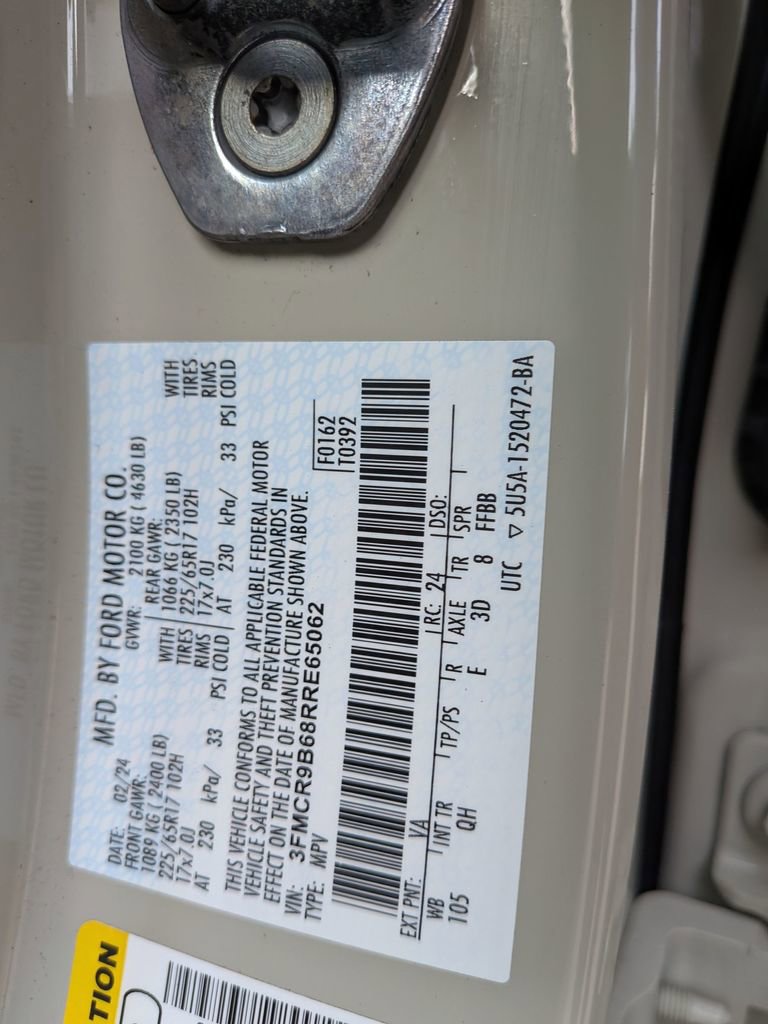 MFD. BY FORD MOTOR CO.
DATE: 02/24 GVWR: 2100 KG ( 4630 LB)
FRONT GAWR: REAR GAWR:
1089 KG ( 2400 LB) WITH 1066 KG ( 2350 LB) WITH
225/65R17 102H TIRES 225/65R17 102H TIRES
17x7.0J RIMS 17x7.0J RIMS
AT 230 kPa/ 33 PSI COLD AT 230 kPa/ 33 PSI COLD
THIS VEHICLE CONFORMS TO ALL APPLICABLE FEDERAL MOTOR
VEHICLE SAFETY AND THEFT PREVENTION STANDARDS IN
EFFECT ON THE DATE OF MANUFACTURE SHOWN ABOVE.
VIN: 3FMCR9B68RRE65062 F0162
TYPE: MPV T0392
EXT PNT: VA RC: 24 DSO:
WB INT TR TP/PS R AXLE TR SPR
105 QH E 3D 8 FFBB
UTC ▽ 5U5A-1520472-BA
TION